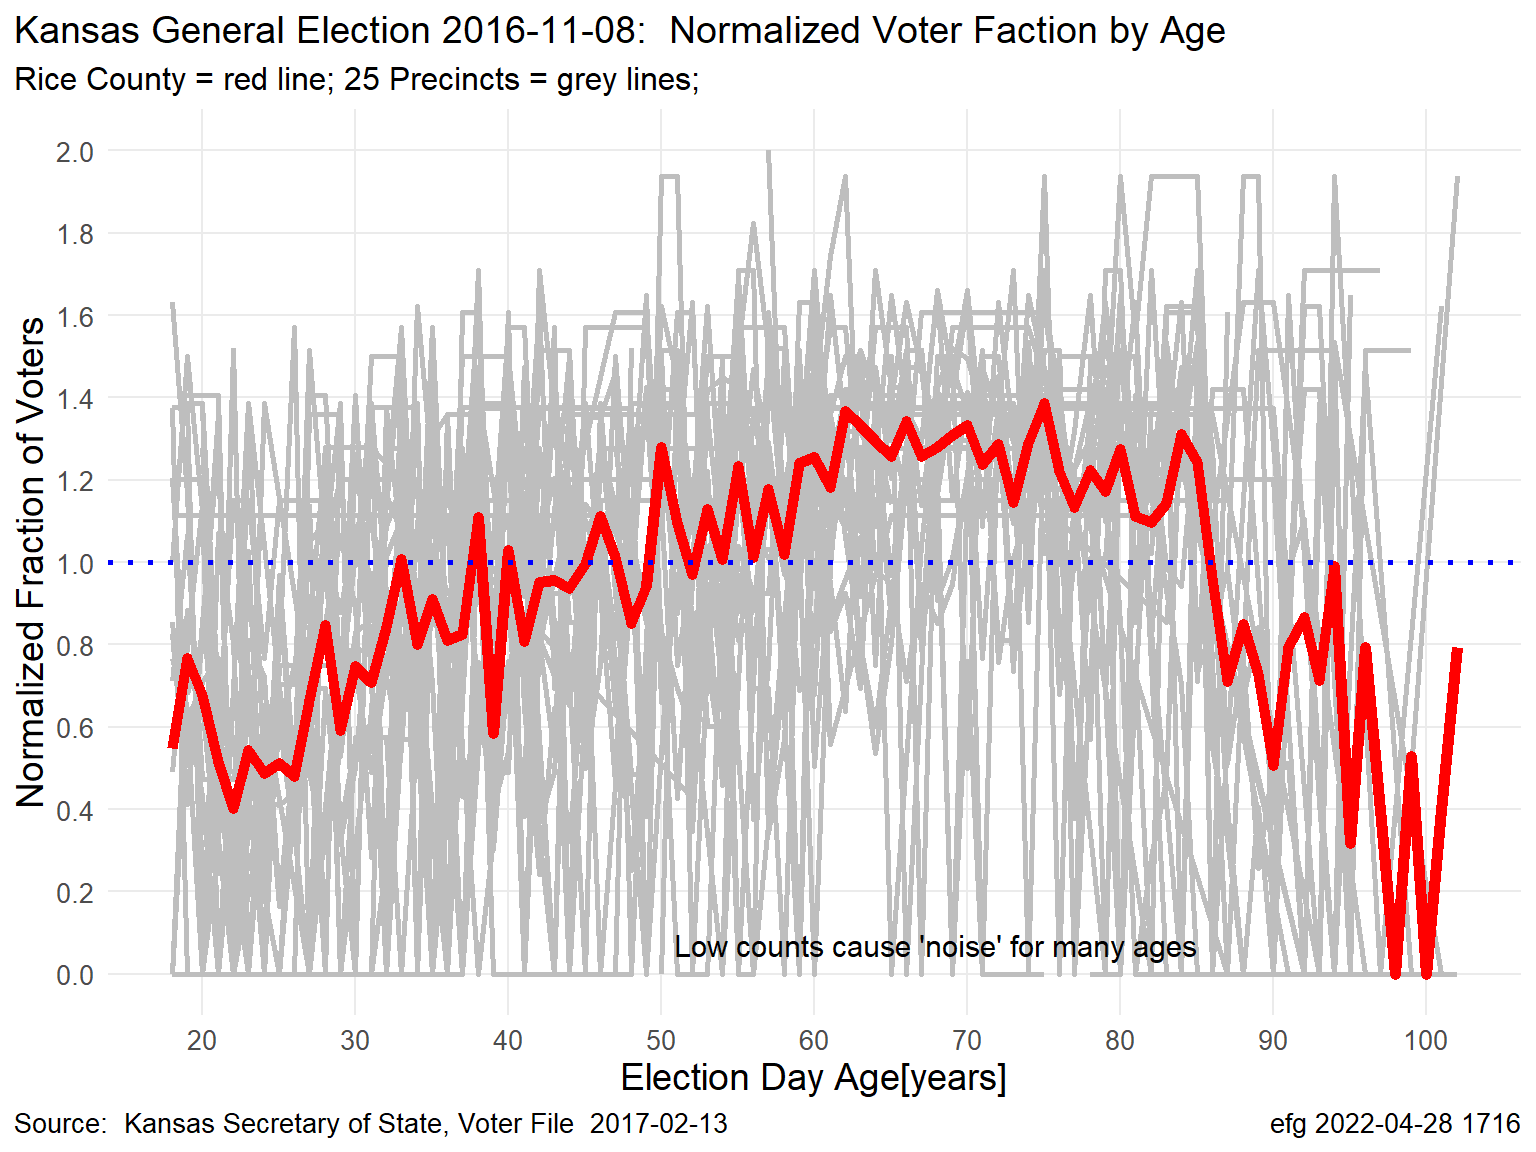 Kansas General Election 2016-11-08:  Normalized Voter Faction by Age
Rice County = red line; 25 Precincts = grey lines;
Normalized Fraction of Voters
2.0
1.8
1.6
1.4
1.2
1.0
0.8
0.6
0.4
0.2
0.0
Low counts cause 'noise' for many ages
20 30 40 50 60 70 80 90 100
Election Day Age[years]
Source:  Kansas Secretary of State, Voter File  2017-02-13
efg 2022-04-28 1716